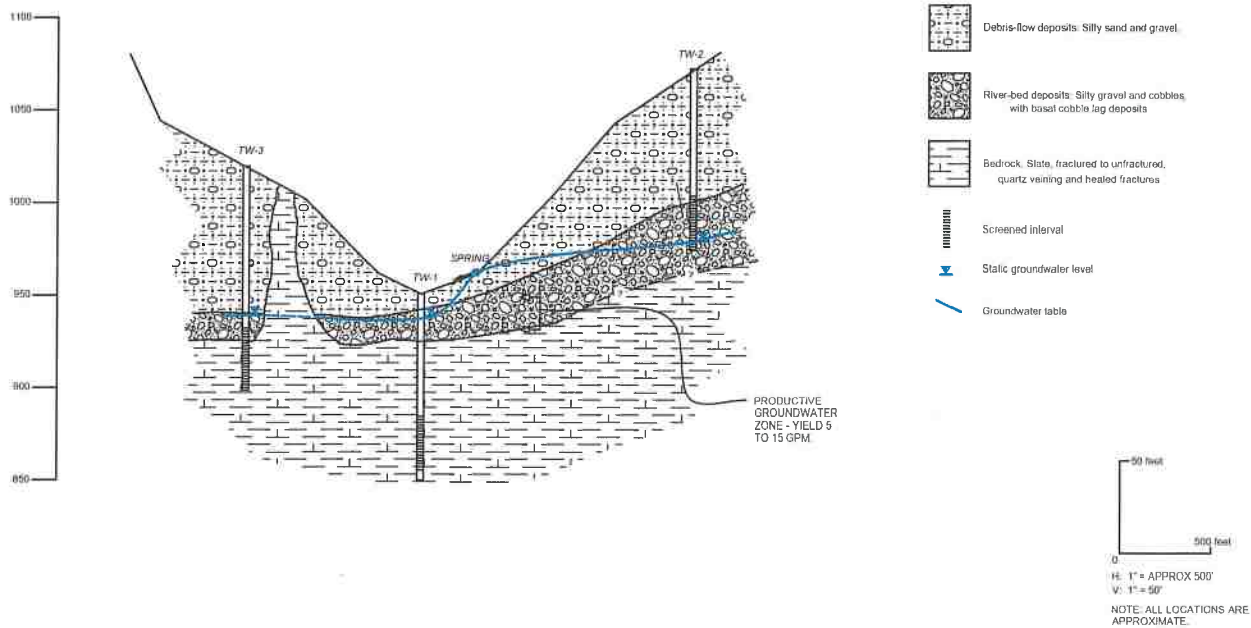 1100
1050
1000
950
900
850
TW-3
TW-1
SPRING
TW-2
PRODUCTIVE
GROUNDWATER
ZONE - YIELD 5
TO 15 GPM.
Debris-flow deposits: Silty sand and gravel.
River-bed deposits: Silty gravel and cobbles,
with basal cobble lag deposits
Bedrock. Slate, fractured to unfractured,
quartz veining and healed fractures
Screened interval
Static groundwater level
Groundwater table
50 feet
500 feet
0
H: 1" = APPROX 500'
V: 1" = 50'
NOTE: ALL LOCATIONS ARE
APPROXIMATE.